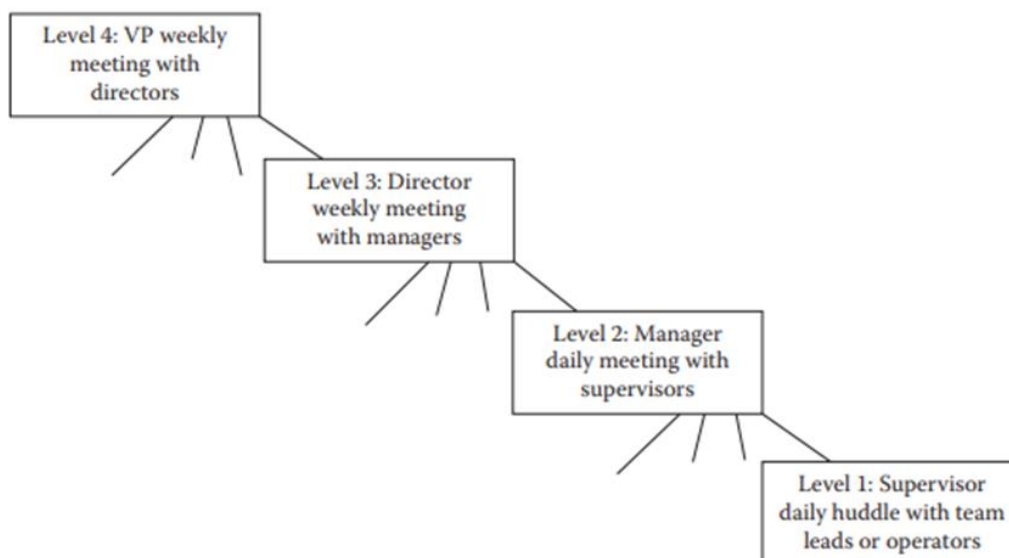 Level 4: VP weekly
meeting with
directors
Level 3: Director
weekly meeting
with managers
Level 2: Manager
daily meeting with
supervisors
Level 1: Supervisor
daily huddle with team
leads or operators